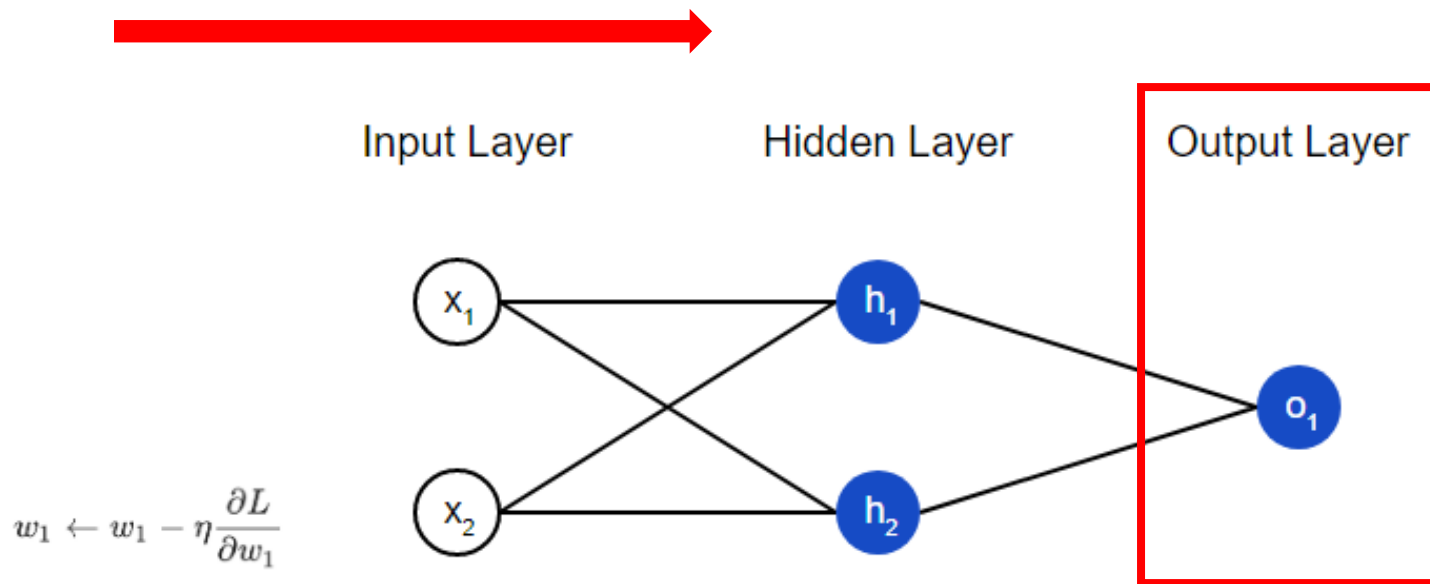 Input Layer Hidden Layer Output Layer
x₁ h₁
o₁
x₂ h₂
w₁ ← w₁ − η ∂L/∂w₁